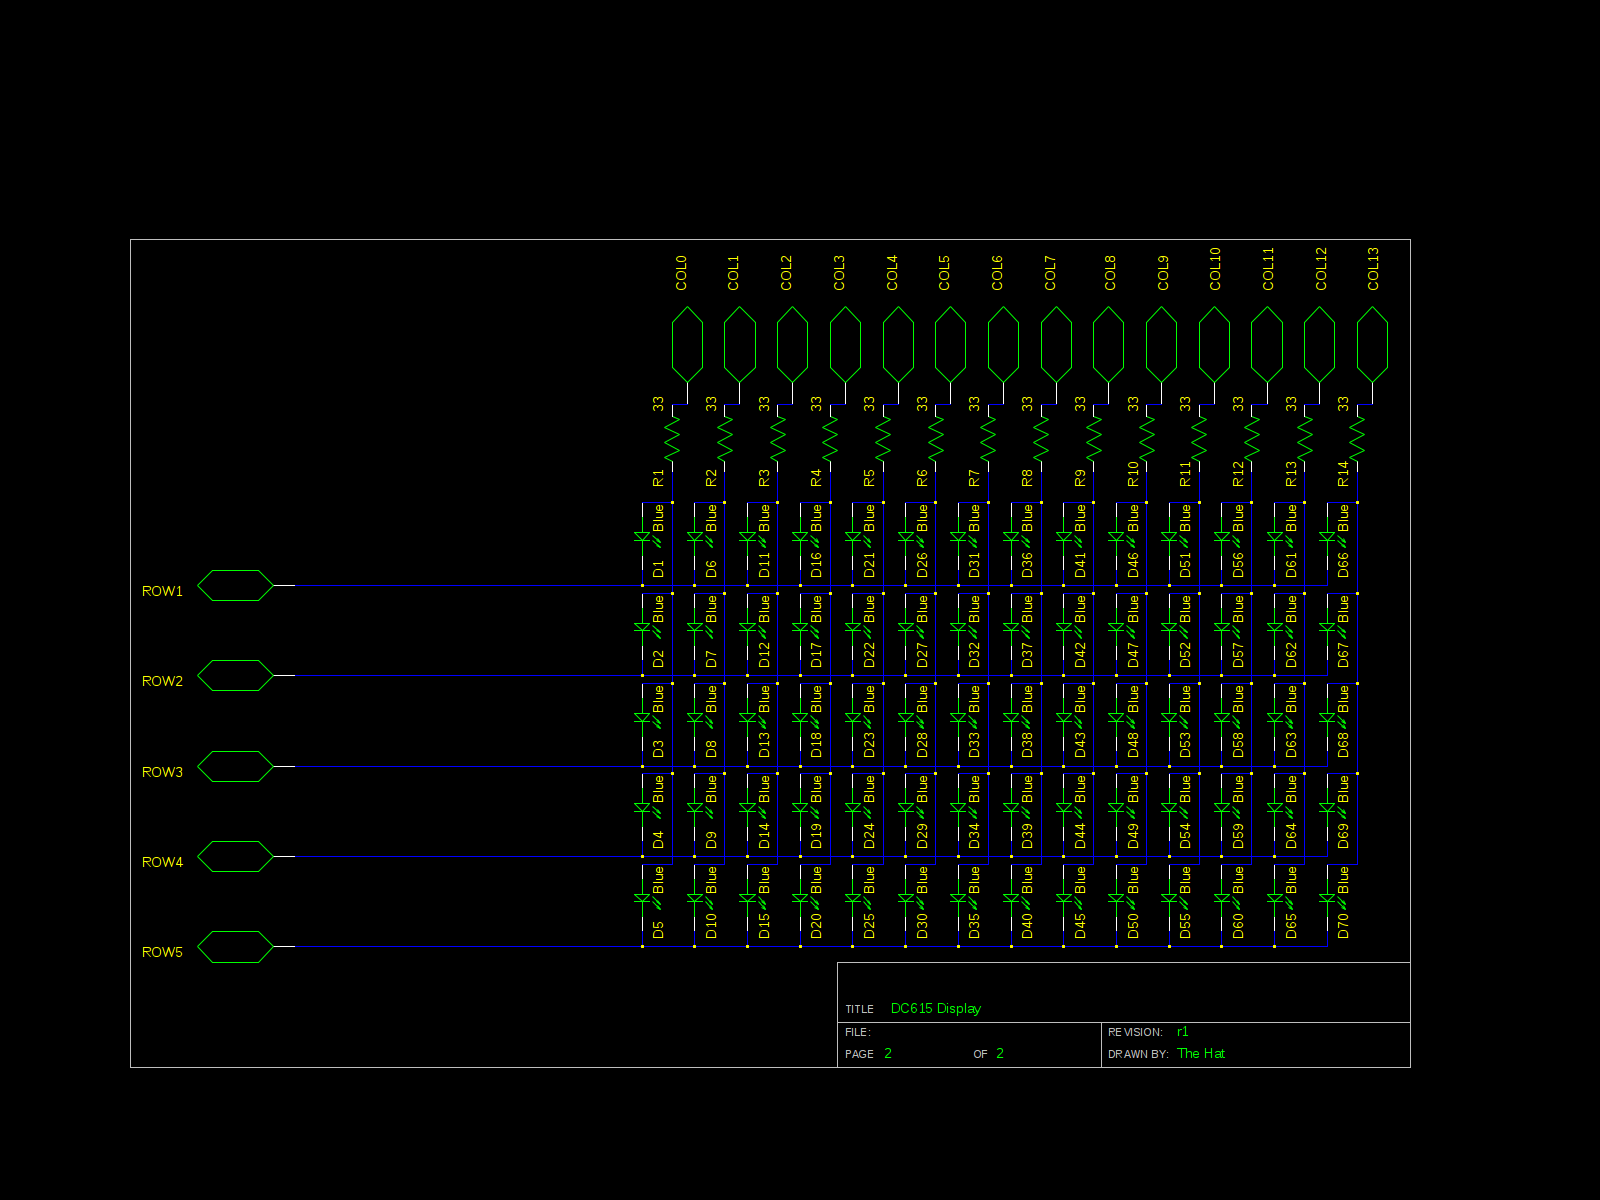 COL0 COL1 COL2 COL3 COL4 COL5 COL6 COL7 COL8 COL9 COL10 COL11 COL12 COL13
33 33 33 33 33 33 33 33 33 33 33 33 33 33
R1 R2 R3 R4 R5 R6 R7 R8 R9 R10 R11 R12 R13 R14
Blue Blue Blue Blue Blue Blue Blue Blue Blue Blue Blue Blue Blue Blue
D1 D6 D11 D16 D21 D26 D31 D36 D41 D46 D51 D56 D61 D66
ROW1
Blue Blue Blue Blue Blue Blue Blue Blue Blue Blue Blue Blue Blue Blue
D2 D7 D12 D17 D22 D27 D32 D37 D42 D47 D52 D57 D62 D67
ROW2
Blue Blue Blue Blue Blue Blue Blue Blue Blue Blue Blue Blue Blue Blue
D3 D8 D13 D18 D23 D28 D33 D38 D43 D48 D53 D58 D63 D68
ROW3
Blue Blue Blue Blue Blue Blue Blue Blue Blue Blue Blue Blue Blue Blue
D4 D9 D14 D19 D24 D29 D34 D39 D44 D49 D54 D59 D64 D69
ROW4
Blue Blue Blue Blue Blue Blue Blue Blue Blue Blue Blue Blue Blue Blue
D5 D10 D15 D20 D25 D30 D35 D40 D45 D50 D55 D60 D65 D70
ROW5
TITLE DC615 Display
FILE: REVISION: r1
PAGE 2 OF 2 DRAWN BY: The Hat